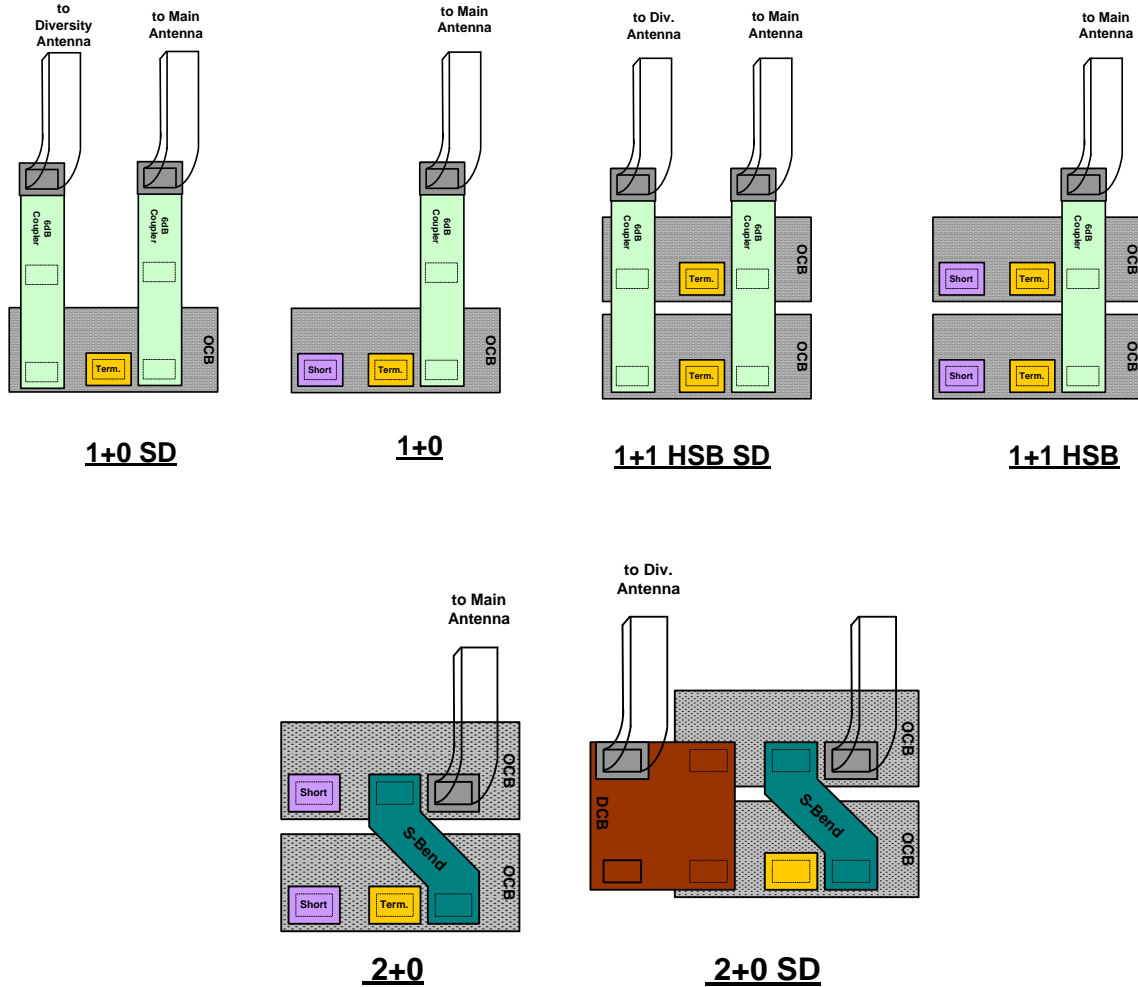 to
Diversity
Antenna
to Main
Antenna
6dB
Coupler
6dB
Coupler
Term.
OCB
1+0 SD
to Main
Antenna
6dB
Coupler
Short
Term.
OCB
1+0
to Div.
Antenna
to Main
Antenna
6dB
Coupler
6dB
Coupler
OCB
Term.
OCB
Term.
1+1 HSB SD
to Main
Antenna
6dB
Coupler
OCB
Short
Term.
OCB
Short
Term.
1+1 HSB
to Main
Antenna
OCB
Short
S-Bend
OCB
Short
Term.
2+0
to Div.
Antenna
OCB
DCB
S-Bend
OCB
2+0 SD